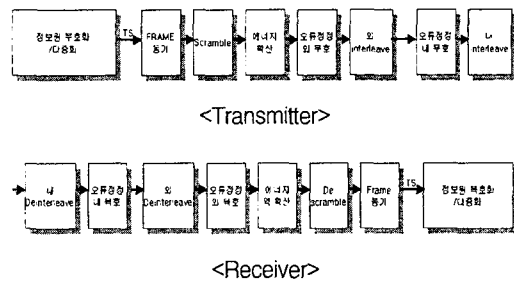 정보원 부호화
/다중화
TS
FRAME
동기
Scramble
에너지
확산
오류정정
외 부호
외
interleave
오류정정
내 부호
내
interleave
<Transmitter>
내
Deinterleave
오류정정
내 복호
외
Deinterleave
오류정정
외 복호
에너지
역 확산
De
scramble
Frame
동기
TS
정보원 복호화
/다중화
<Receiver>